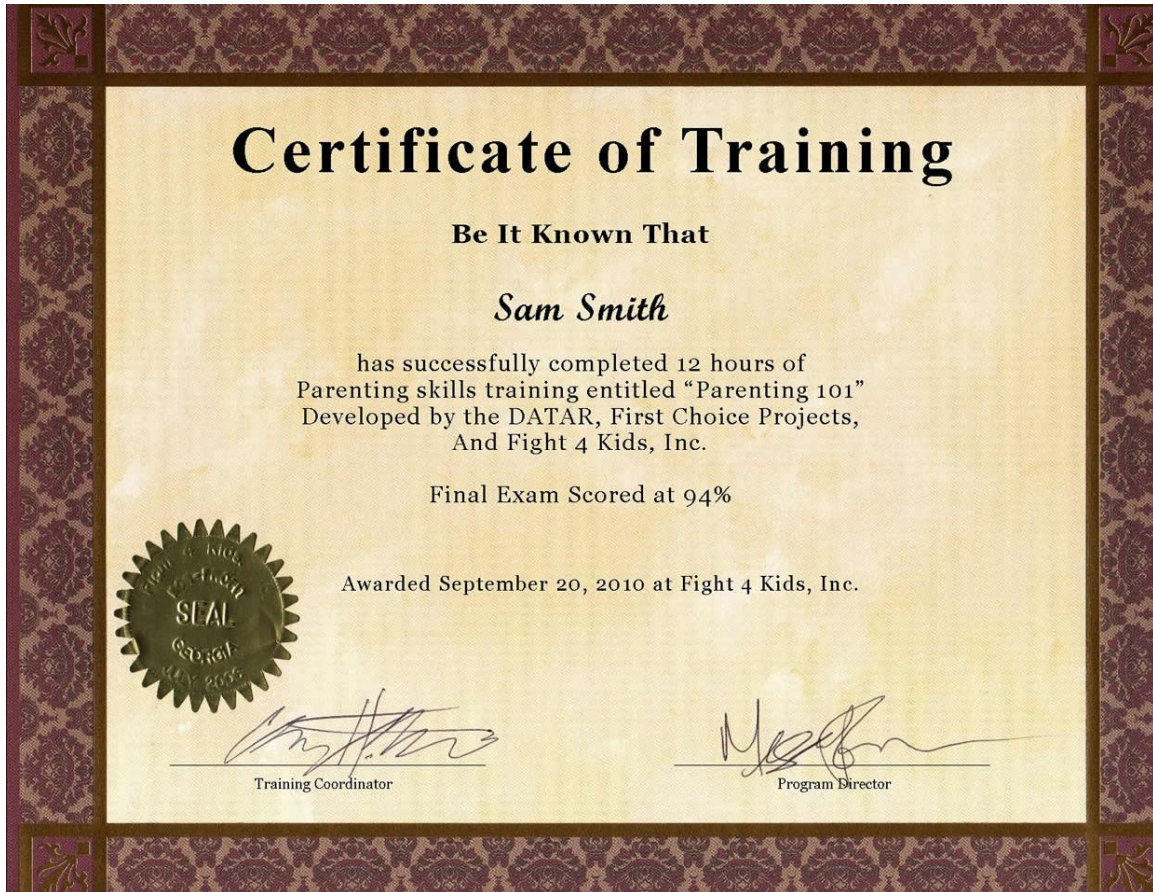 Certificate of Training
Be It Known That
Sam Smith
has successfully completed 12 hours of
Parenting skills training entitled “Parenting 101”
Developed by the DATAR, First Choice Projects,
And Fight 4 Kids, Inc.
Final Exam Scored at 94%
Awarded September 20, 2010 at Fight 4 Kids, Inc.
SEAL
GEORGIA
Training Coordinator
Program Director